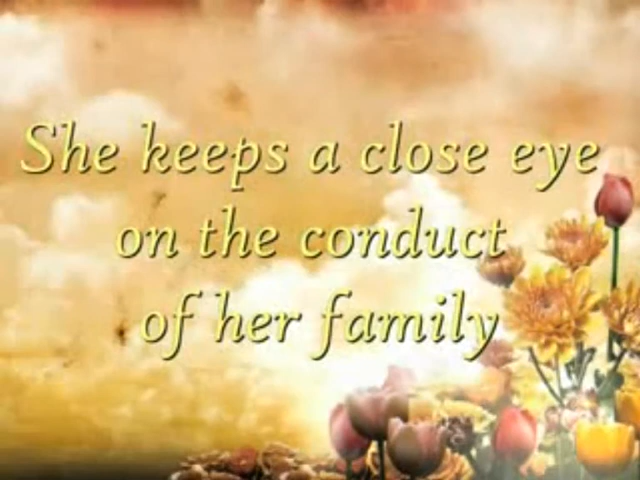 She keeps a close eye
on the conduct
of her family